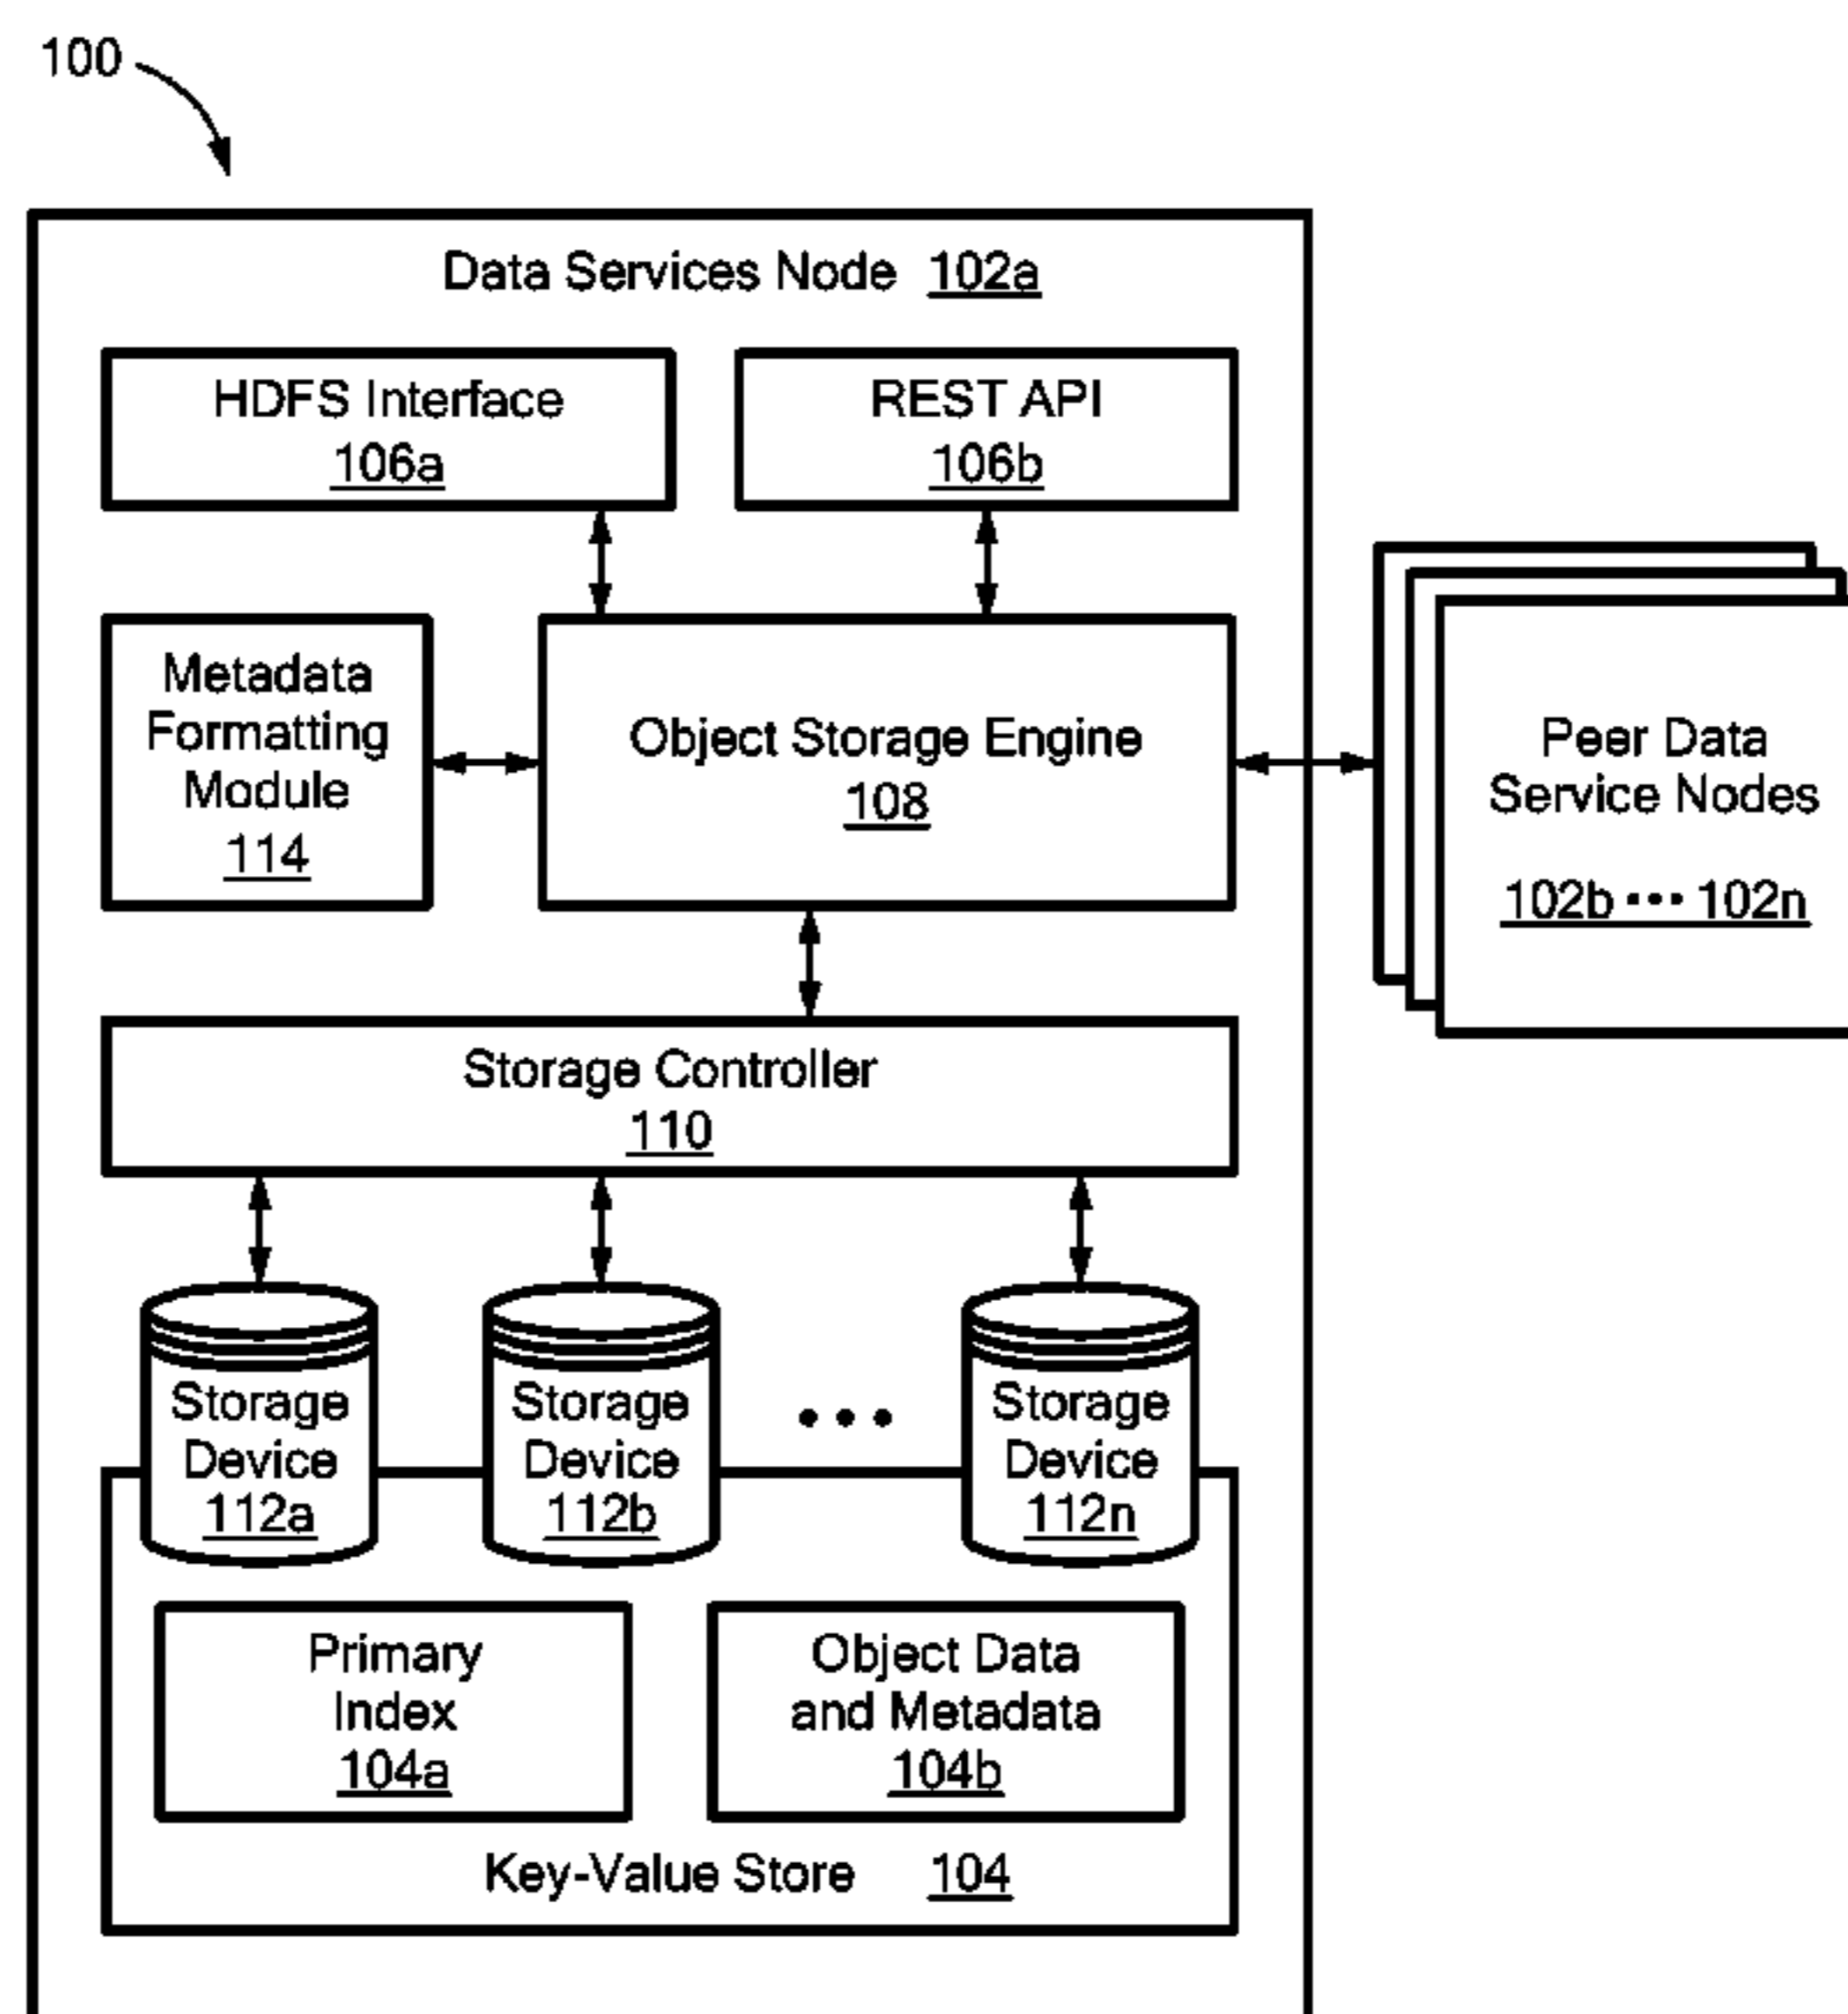 100
Data Services Node 102a
HDFS Interface
106a
REST API
106b
Metadata
Formatting
Module
114
Object Storage Engine
108
Peer Data
Service Nodes
102b ••• 102n
Storage Controller
110
Storage
Device
112a
Storage
Device
112b
•••
Storage
Device
112n
Primary
Index
104a
Object Data
and Metadata
104b
Key-Value Store 104